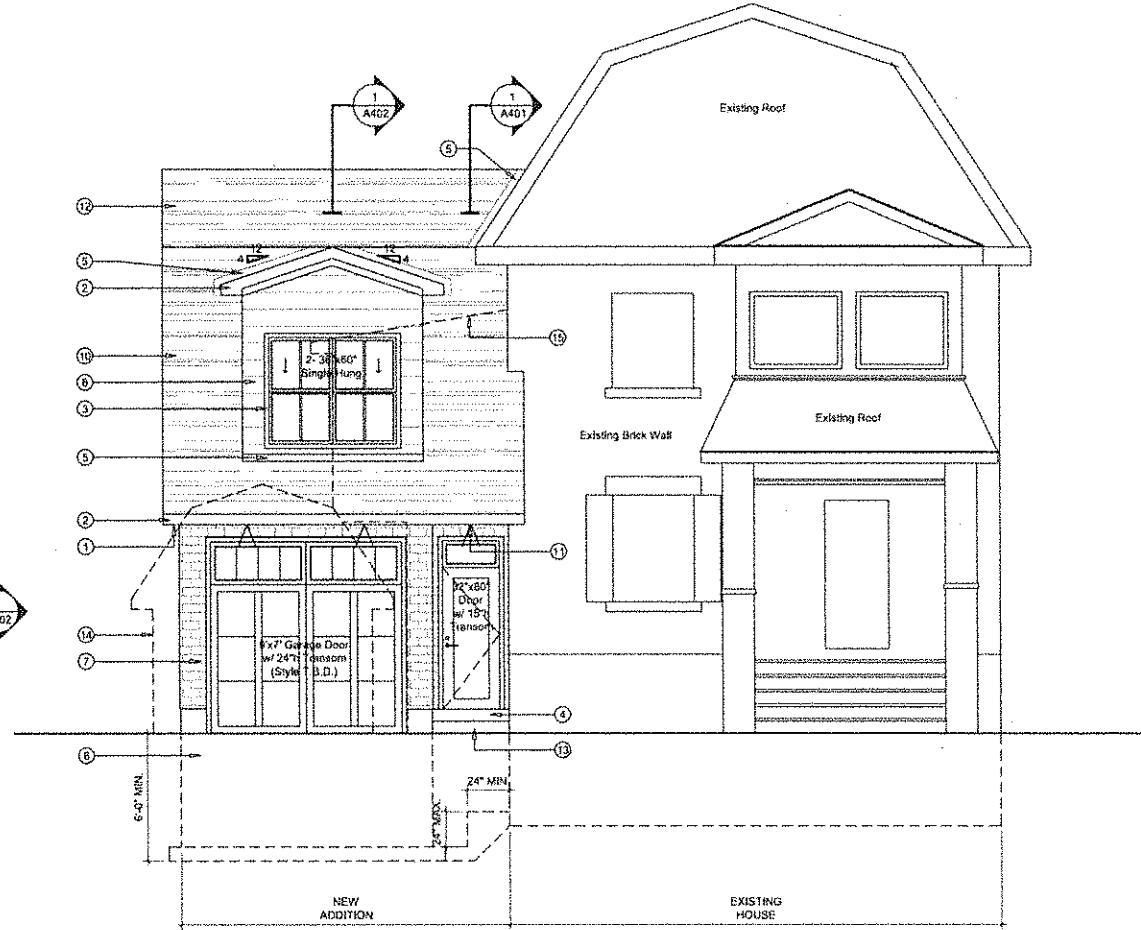 1
A402
1
A401
Existing Roof
5
12
12
12
4
4
5
2
15
10
2- 36"x60"
Single Hung
8
3
Existing Roof
Existing Brick Wall
5
2
1
11
32"x80"
Door
w/ 15"h
Transom
02
14
7
9'x7' Garage Door
w/ 24"h Transom
(Style T.B.D.)
4
13
6
6'-0" MIN.
24" MIN.
24" MAX.
NEW
ADDITION
EXISTING
HOUSE